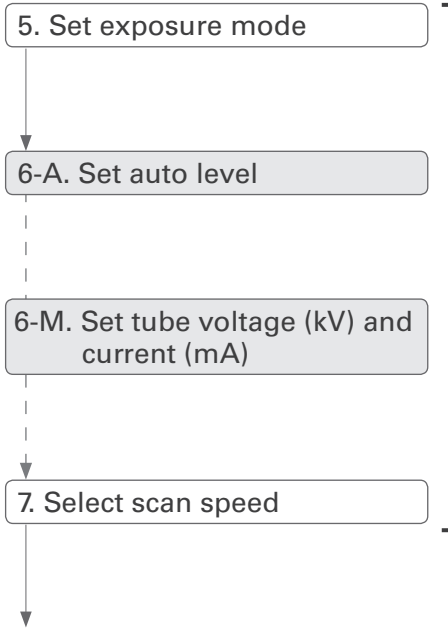 5. Set exposure mode
6-A. Set auto level
6-M. Set tube voltage (kV) and
current (mA)
7. Select scan speed